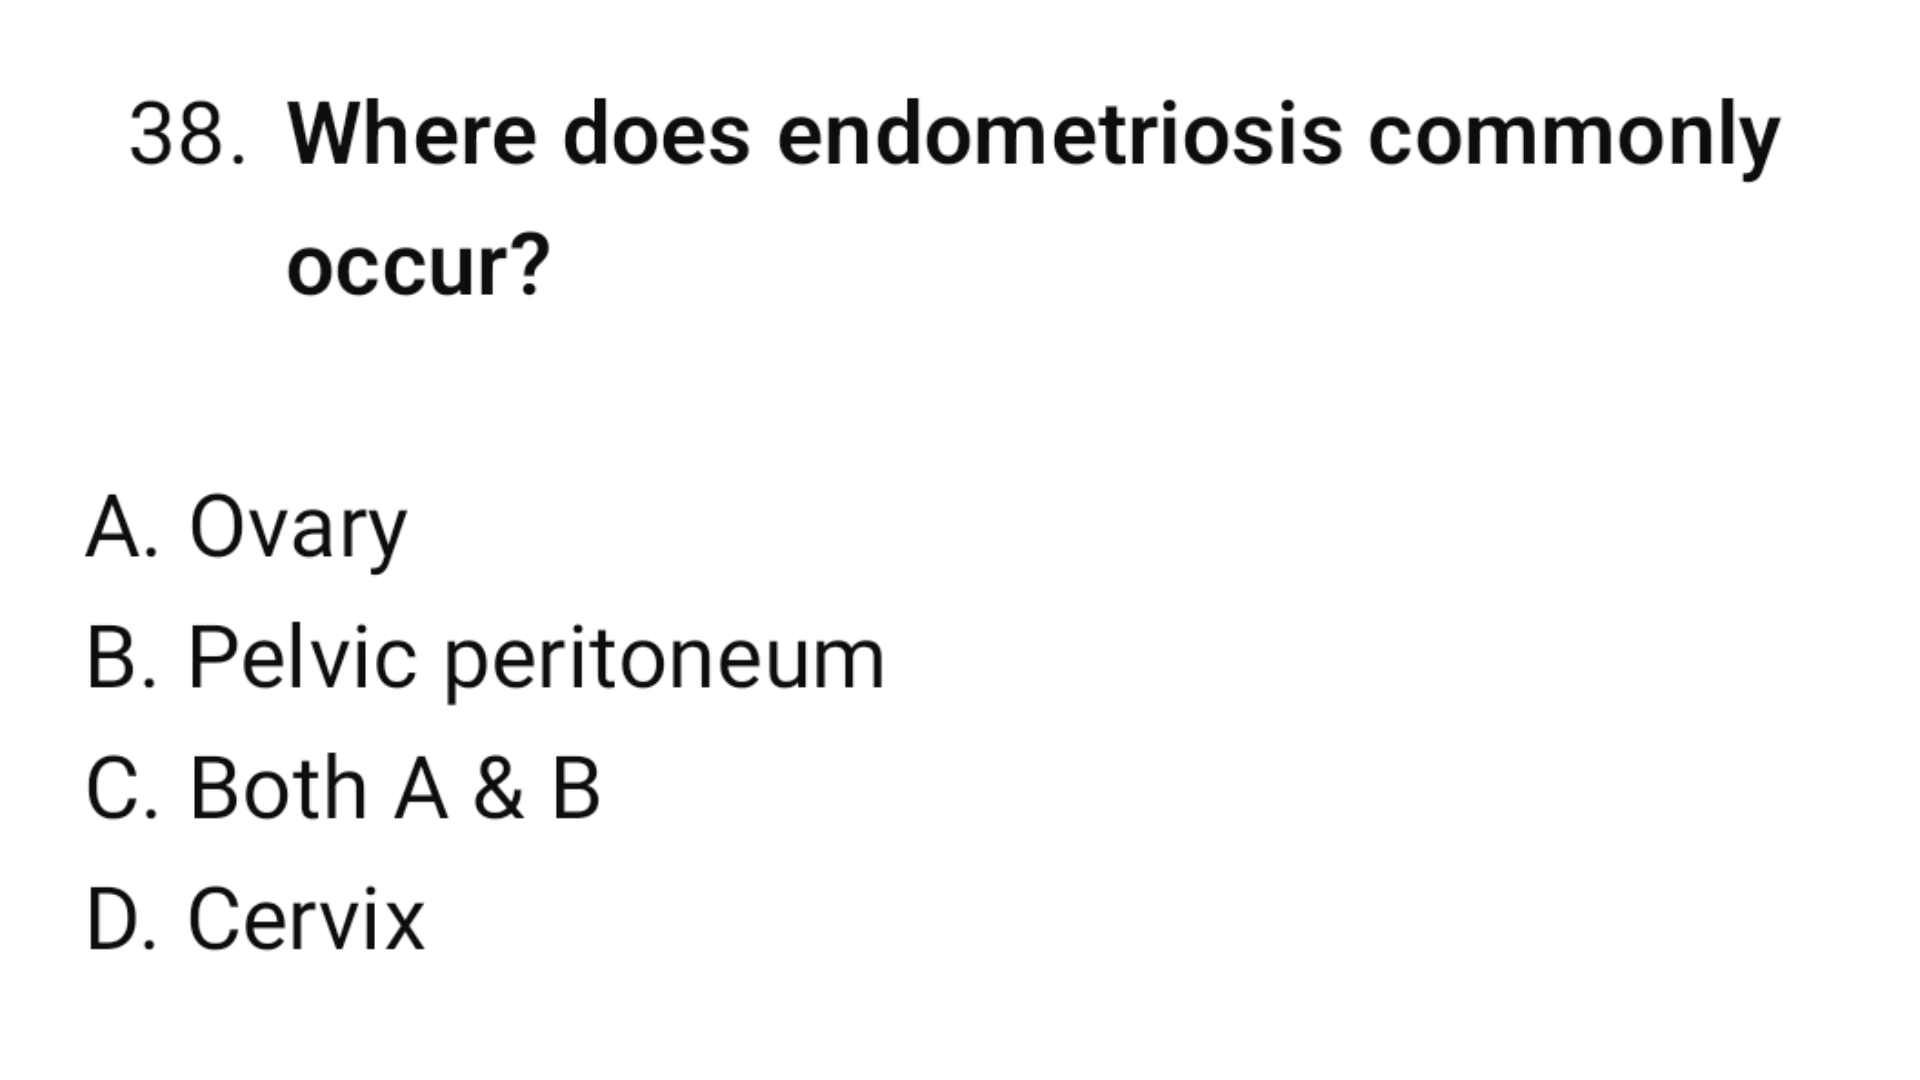 38. Where does endometriosis commonly
occur?
A. Ovary
B. Pelvic peritoneum
C. Both A & B
D. Cervix